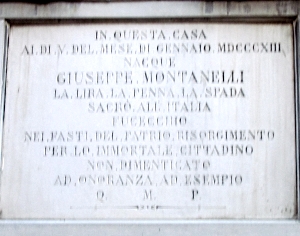 IN.QUESTA.CASA
AI.DI.V.DEL.MESE.DI GENNAIO.MDCCCXIII
NACQUE
GIUSEPPE.MONTANELLI
LA.LIRA.LA.PENNA.LA.SPADA
SACRÒ.ALL'ITALIA
FUCECCHIO
NEI.FASTI.DEL.PATRIO.RISORGIMENTO
PER.LO.IMMORTALE.CITTADINO
NON.DIMENTICATO
AD.ONORANZA.AD.ESEMPIO
Q. M. P.